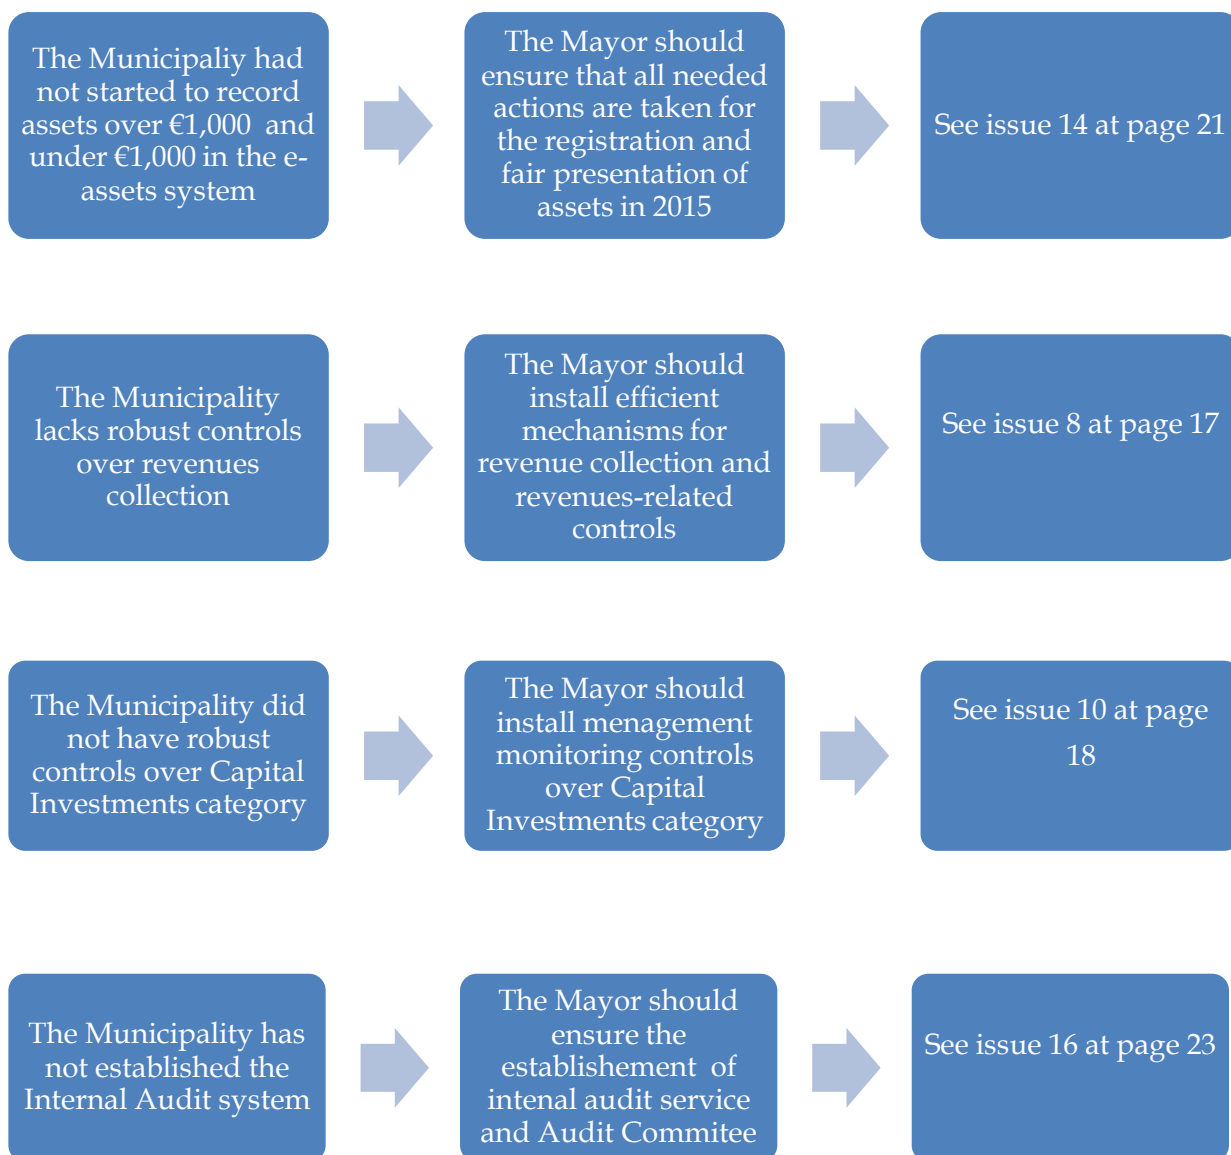 The Municipaliy had
not started to record
assets over €1,000 and
under €1,000 in the e-
assets system
The Mayor should
ensure that all needed
actions are taken for
the registration and
fair presentation of
assets in 2015
See issue 14 at page 21
The Municipality
lacks robust controls
over revenues
collection
The Mayor should
install efficient
mechanisms for
revenue collection and
revenues-related
controls
See issue 8 at page 17
The Municipality did
not have robust
controls over Capital
Investments category
The Mayor should
install menagement
monitoring controls
over Capital
Investments category
See issue 10 at page
18
The Municipality has
not established the
Internal Audit system
The Mayor should
ensure the
establishement of
intenal audit service
and Audit Commitee
See issue 16 at page 23